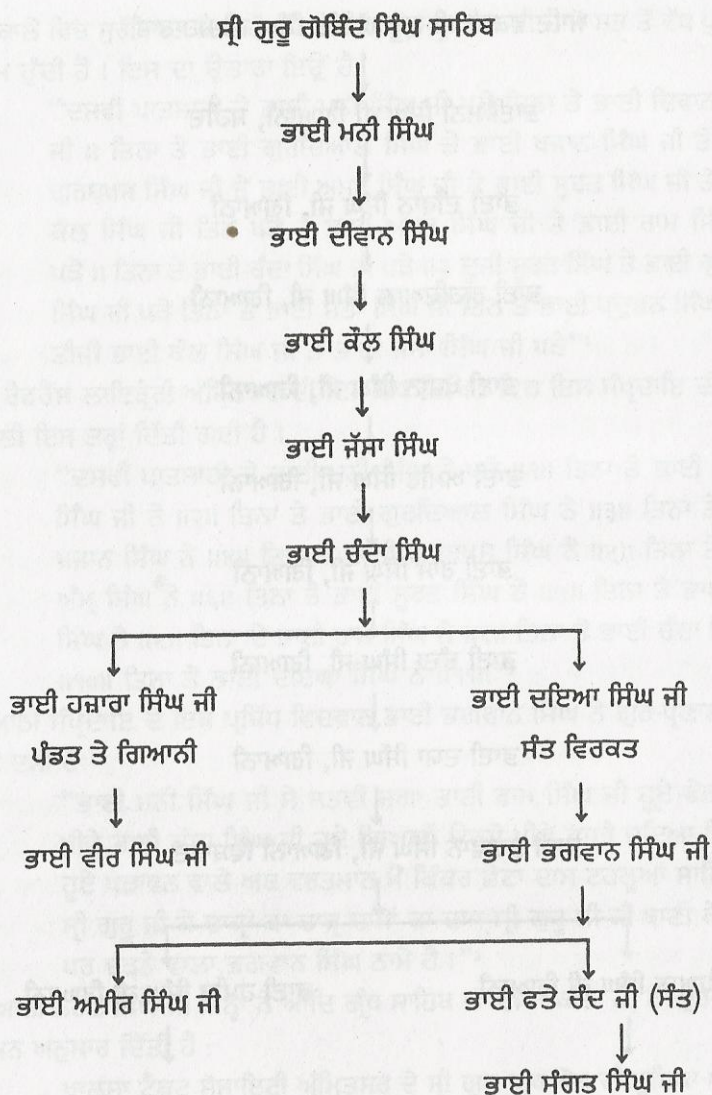 ਸ੍ਰੀ ਗੁਰੂ ਗੋਬਿੰਦ ਸਿੰਘ ਸਾਹਿਬ
ਭਾਈ ਮਨੀ ਸਿੰਘ
ਭਾਈ ਦੀਵਾਨ ਸਿੰਘ
ਭਾਈ ਕੌਲ ਸਿੰਘ
ਭਾਈ ਜੱਸਾ ਸਿੰਘ
ਭਾਈ ਚੰਦਾ ਸਿੰਘ
ਭਾਈ ਹਜ਼ਾਰਾ ਸਿੰਘ ਜੀ
ਪੰਡਤ ਤੇ ਗਿਆਨੀ
ਭਾਈ ਦਇਆ ਸਿੰਘ ਜੀ
ਸੰਤ ਵਿਰਕਤ
ਭਾਈ ਵੀਰ ਸਿੰਘ ਜੀ
ਭਾਈ ਭਗਵਾਨ ਸਿੰਘ ਜੀ
ਭਾਈ ਅਮੀਰ ਸਿੰਘ ਜੀ
ਭਾਈ ਫਤੇ ਚੰਦ ਜੀ (ਸੰਤ)
ਭਾਈ ਸੰਗਤ ਸਿੰਘ ਜੀ